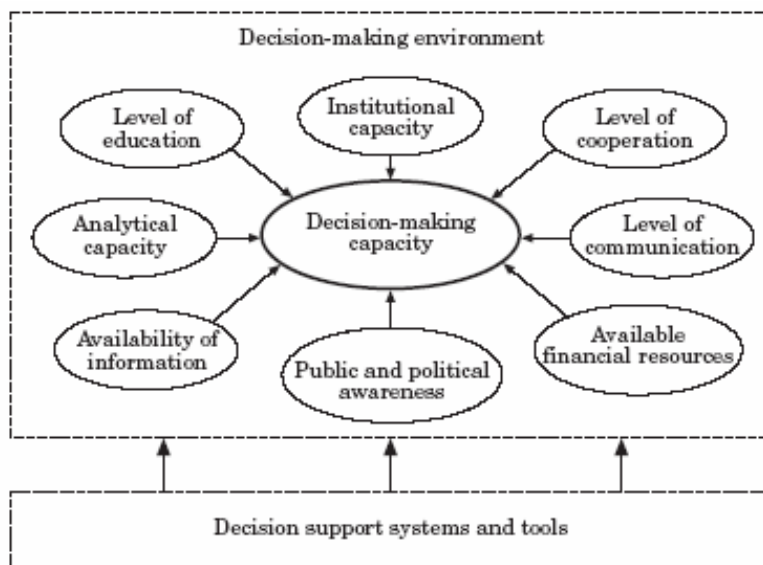 Decision-making environment
Level of
education
Institutional
capacity
Level of
cooperation
Analytical
capacity
Decision-making
capacity
Level of
communication
Availability of
information
Public and political
awareness
Available
financial resources
Decision support systems and tools